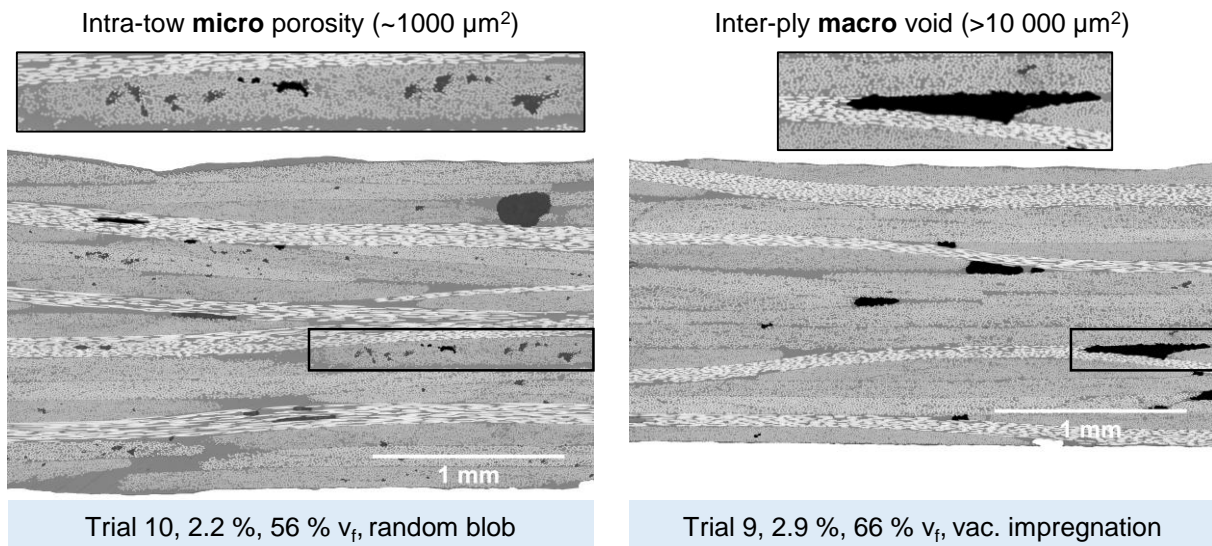 Intra-tow micro porosity (~1000 µm²)
Inter-ply macro void (>10 000 µm²)
1 mm
1 mm
Trial 10, 2.2 %, 56 % vf, random blob
Trial 9, 2.9 %, 66 % vf, vac. impregnation